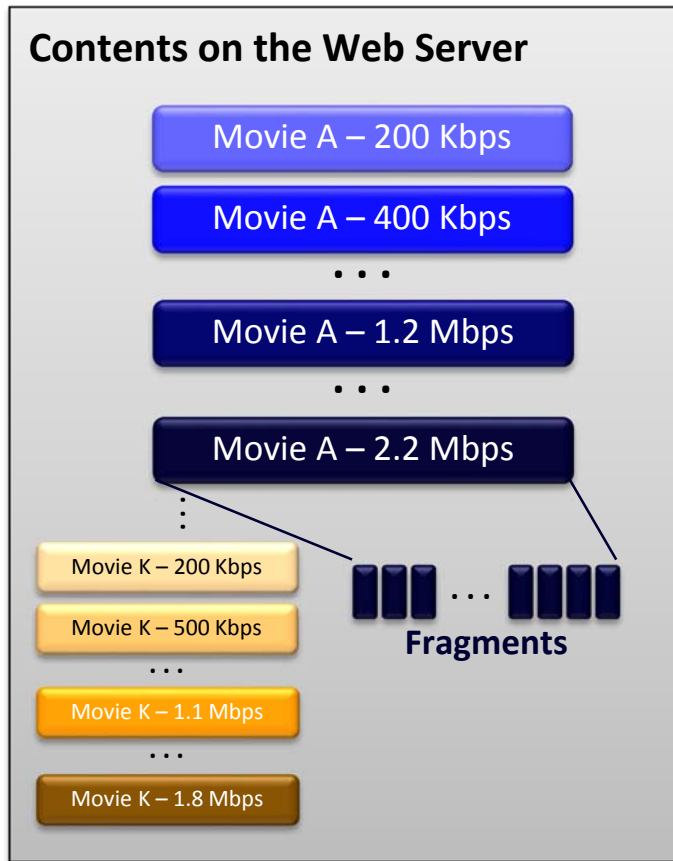 Contents on the Web Server
Movie A – 200 Kbps
Movie A – 400 Kbps
. . .
Movie A – 1.2 Mbps
. . .
Movie A – 2.2 Mbps
. . .
Movie K – 200 Kbps
. . .
Movie K – 500 Kbps
Fragments
. . .
Movie K – 1.1 Mbps
. . .
Movie K – 1.8 Mbps